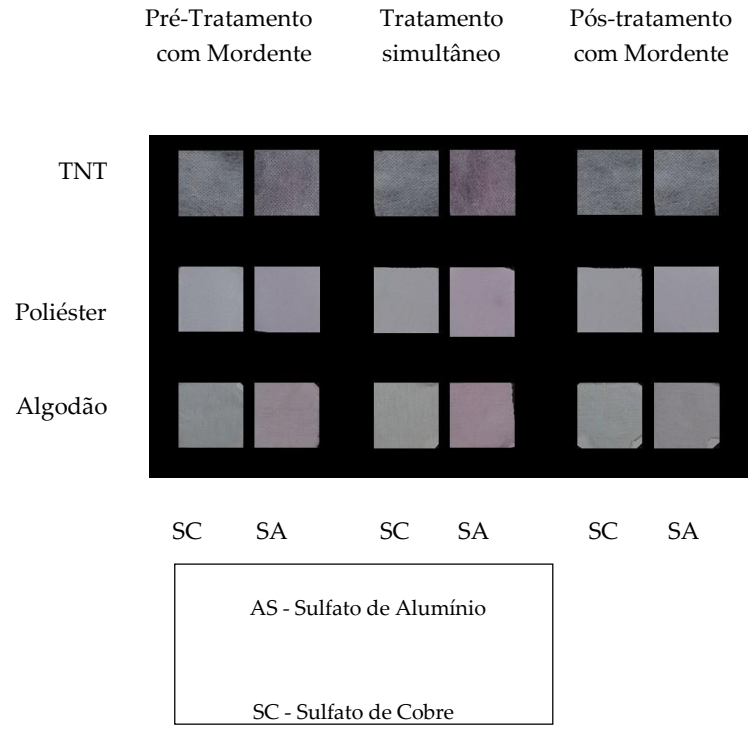 Pré-Tratamento
com Mordente
Tratamento
simultâneo
Pós-tratamento
com Mordente
TNT
Poliéster
Algodão
SC SA SC SA SC SA
AS - Sulfato de Alumínio
SC - Sulfato de Cobre